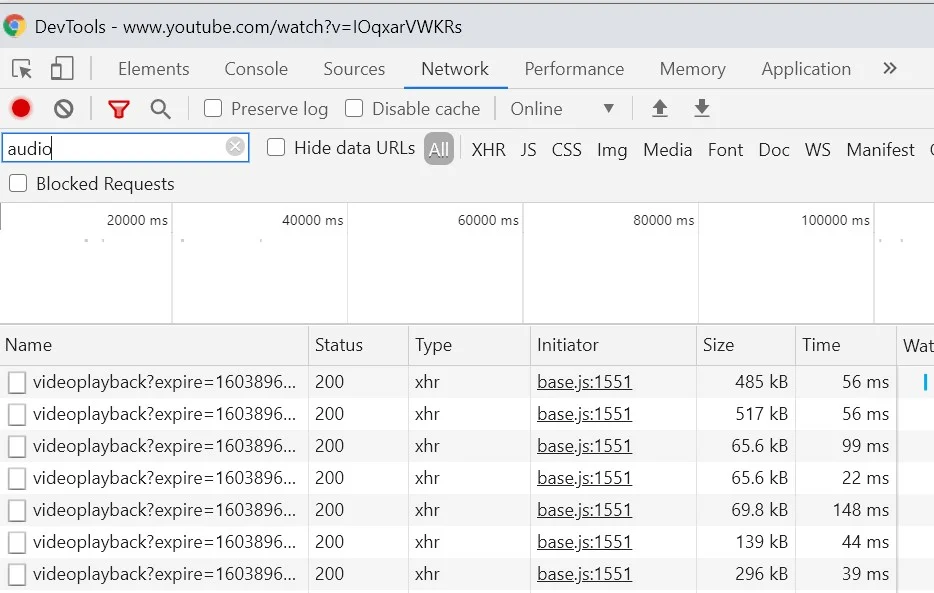 DevTools - www.youtube.com/watch?v=IOqxarVWKRs
Elements Console Sources Network Performance Memory Application »
Preserve log Disable cache Online
audio Hide data URLs All XHR JS CSS Img Media Font Doc WS Manifest
Blocked Requests
20000 ms 40000 ms 60000 ms 80000 ms 100000 ms
Name Status Type Initiator Size Time Wat
videoplayback?expire=1603896... 200 xhr base.js:1551 485 kB 56 ms
videoplayback?expire=1603896... 200 xhr base.js:1551 517 kB 56 ms
videoplayback?expire=1603896... 200 xhr base.js:1551 65.6 kB 99 ms
videoplayback?expire=1603896... 200 xhr base.js:1551 65.6 kB 22 ms
videoplayback?expire=1603896... 200 xhr base.js:1551 69.8 kB 148 ms
videoplayback?expire=1603896... 200 xhr base.js:1551 139 kB 44 ms
videoplayback?expire=1603896... 200 xhr base.js:1551 296 kB 39 ms